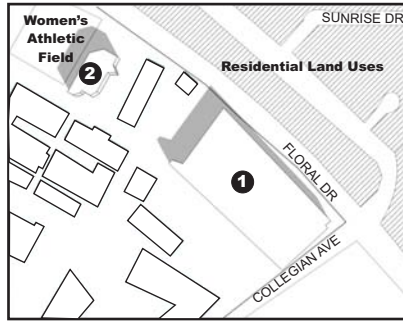 SUNRISE DR
Women's
Athletic
Field
Residential Land Uses
2
1
FLORAL DR
COLLEGIAN AVE